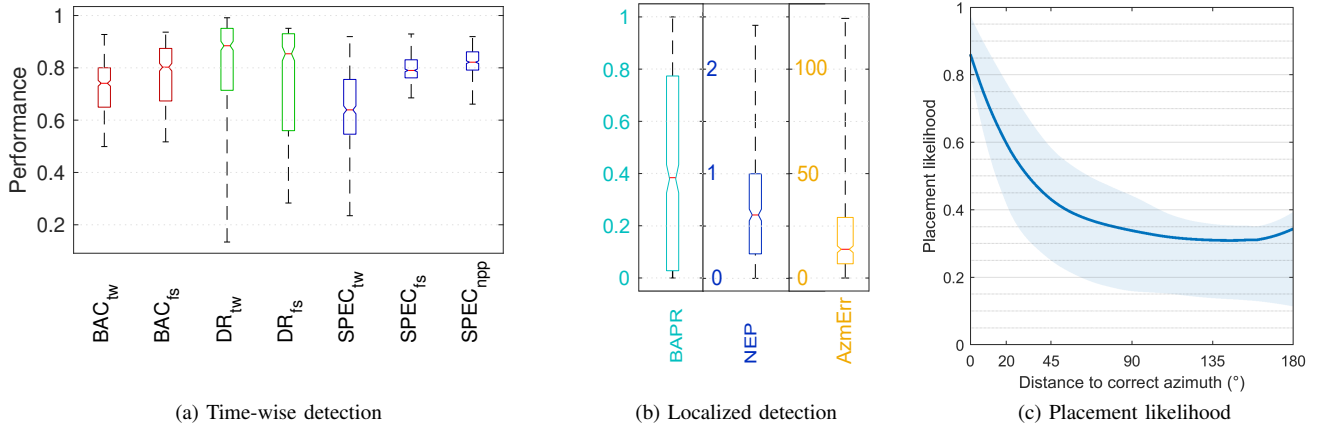 1
0.8
0.6
0.4
0.2
Performance
BAC_tw
BAC_fs
DR_tw
DR_fs
SPEC_tw
SPEC_fs
SPEC_npp
(a) Time-wise detection
1
0.8
0.6
0.4
0.2
0
2
1
0
100
50
0
BAPR
NEP
AzmErr
(b) Localized detection
1
0.8
0.6
0.4
0.2
0
Placement likelihood
0 20 45 90 135 180
Distance to correct azimuth (°)
(c) Placement likelihood